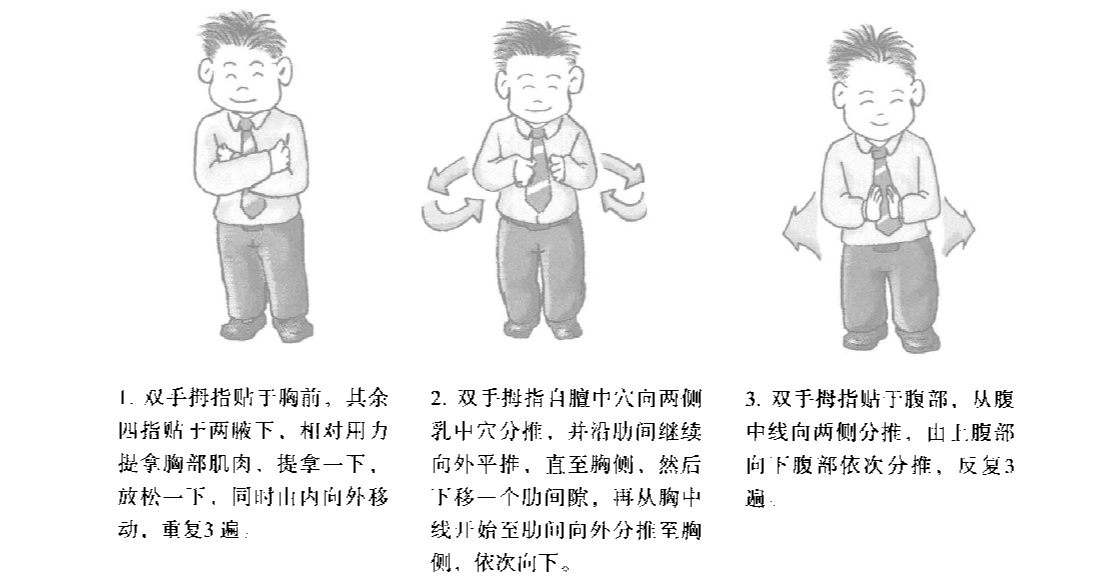 1. 双手拇指贴于胸前，其余
四指贴于两腋下，相对用力
提拿胸部肌肉，提拿一下，
放松一下，同时由内向外移
动，重复3遍。
2. 双手拇指自膻中穴向两侧
乳中穴分推，并沿肋间继续
向外平推，直至胸侧，然后
下移一个肋间隙，再从胸中
线开始至肋间向外分推至胸
侧，依次向下。
3. 双手拇指贴于腹部，从腹
中线向两侧分推，由上腹部
向下腹部依次分推，反复3
遍。